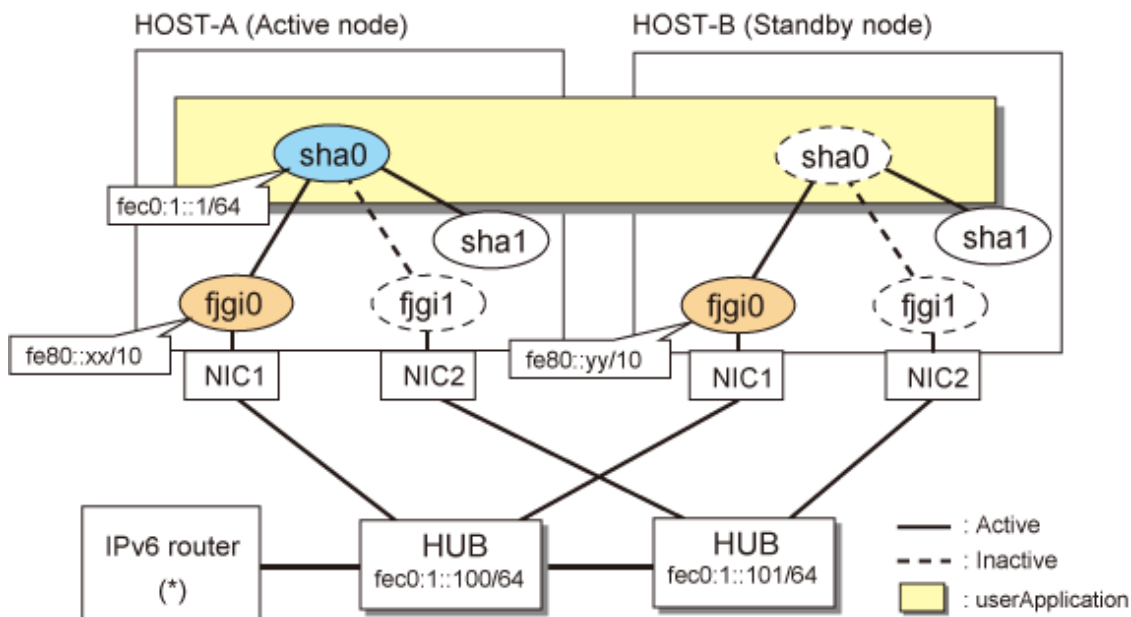 HOST-A (Active node)
HOST-B (Standby node)
sha0
sha0
fec0:1::1/64
sha1
sha1
fjgi0
fjgi1
fjgi0
fjgi1
fe80::xx/10
fe80::yy/10
NIC1
NIC2
NIC1
NIC2
IPv6 router
(*)
HUB
fec0:1::100/64
HUB
fec0:1::101/64
: Active
: Inactive
: userApplication